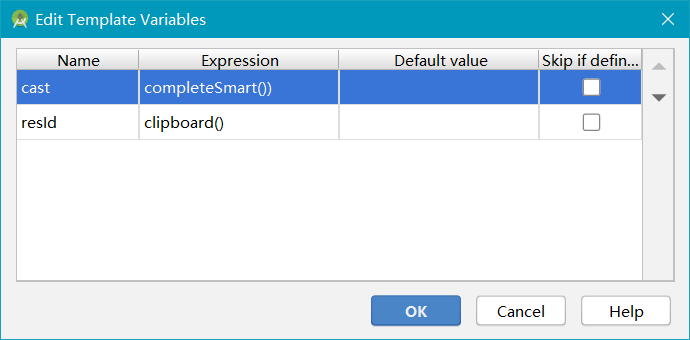 Edit Template Variables
Name Expression Default value Skip if defin...
cast completeSmart())
resId clipboard()
OK Cancel Help